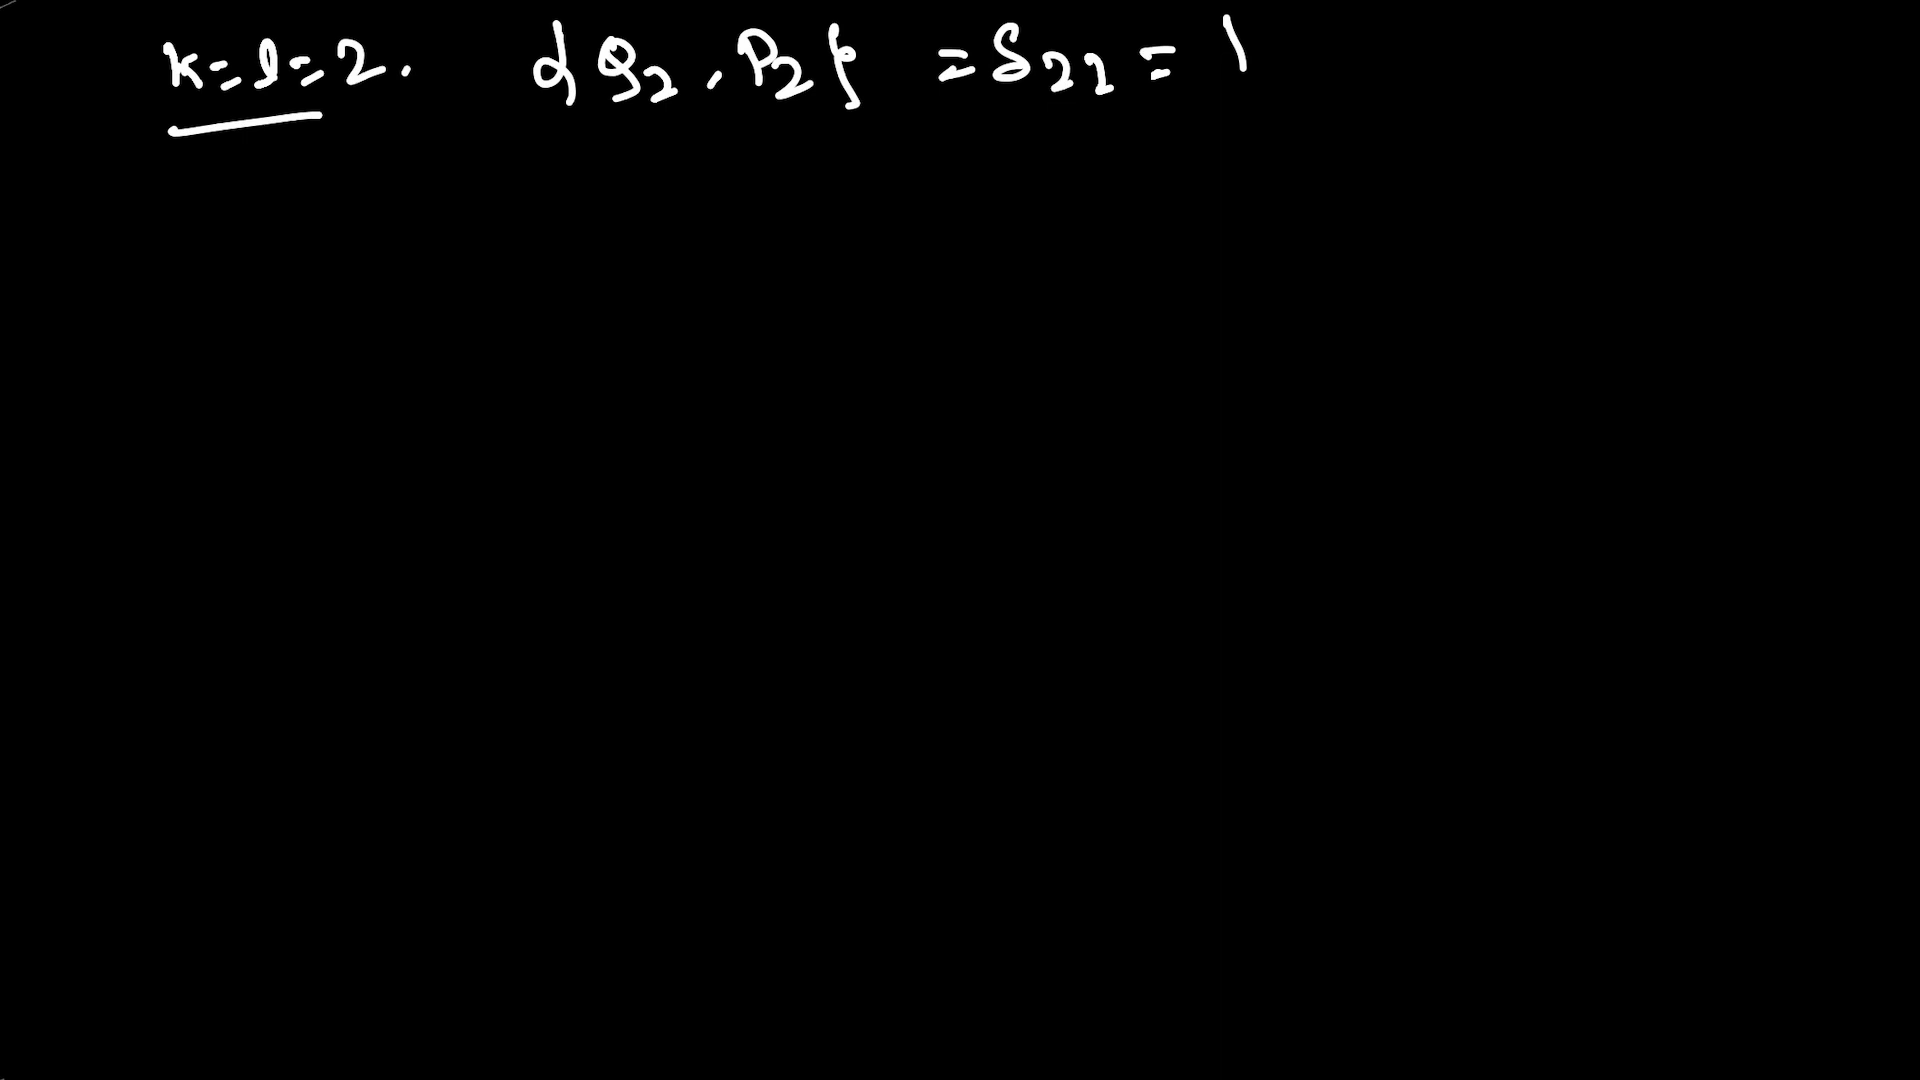 k=l=2. {Q₂, P₂} = δ₂₂ = 1